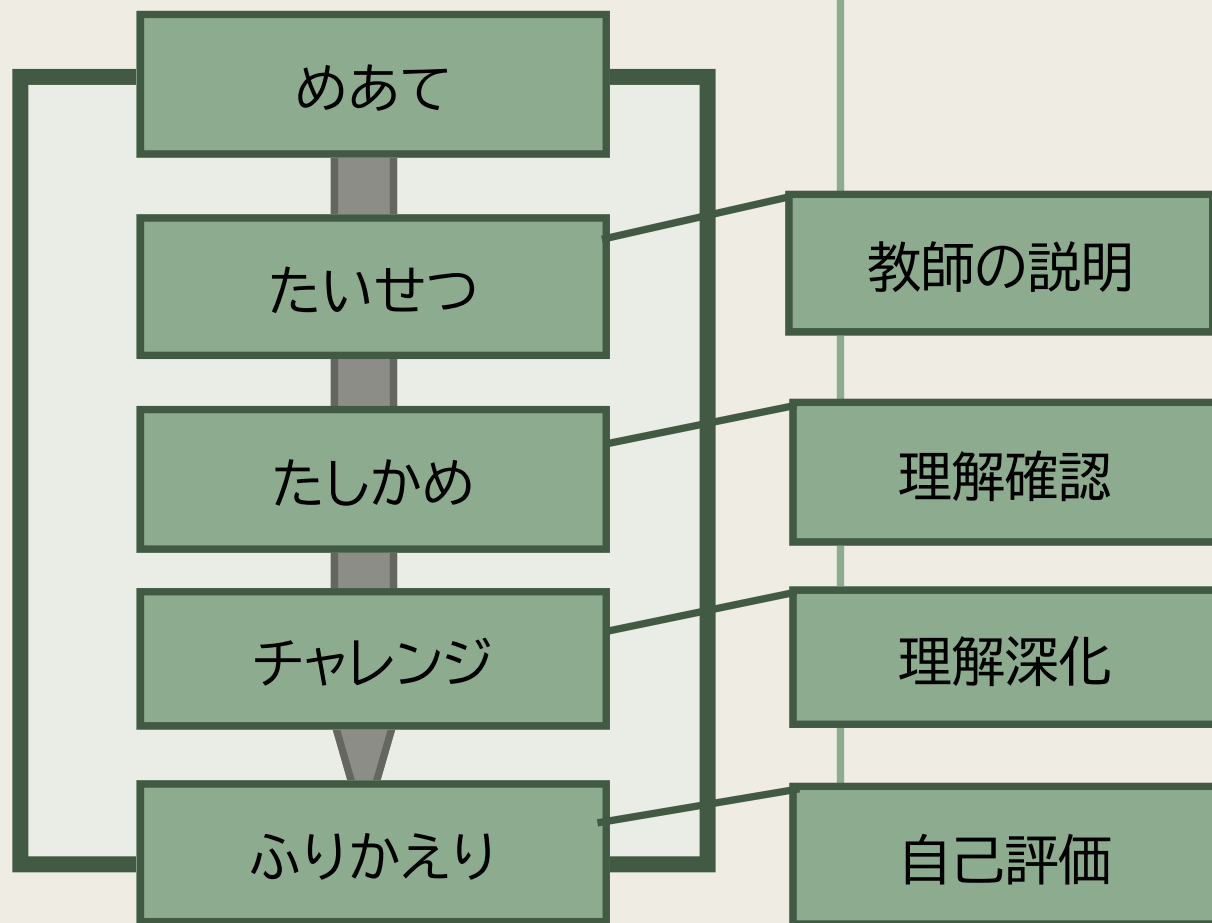 めあて
たいせつ
教師の説明
たしかめ
理解確認
チャレンジ
理解深化
ふりかえり
自己評価